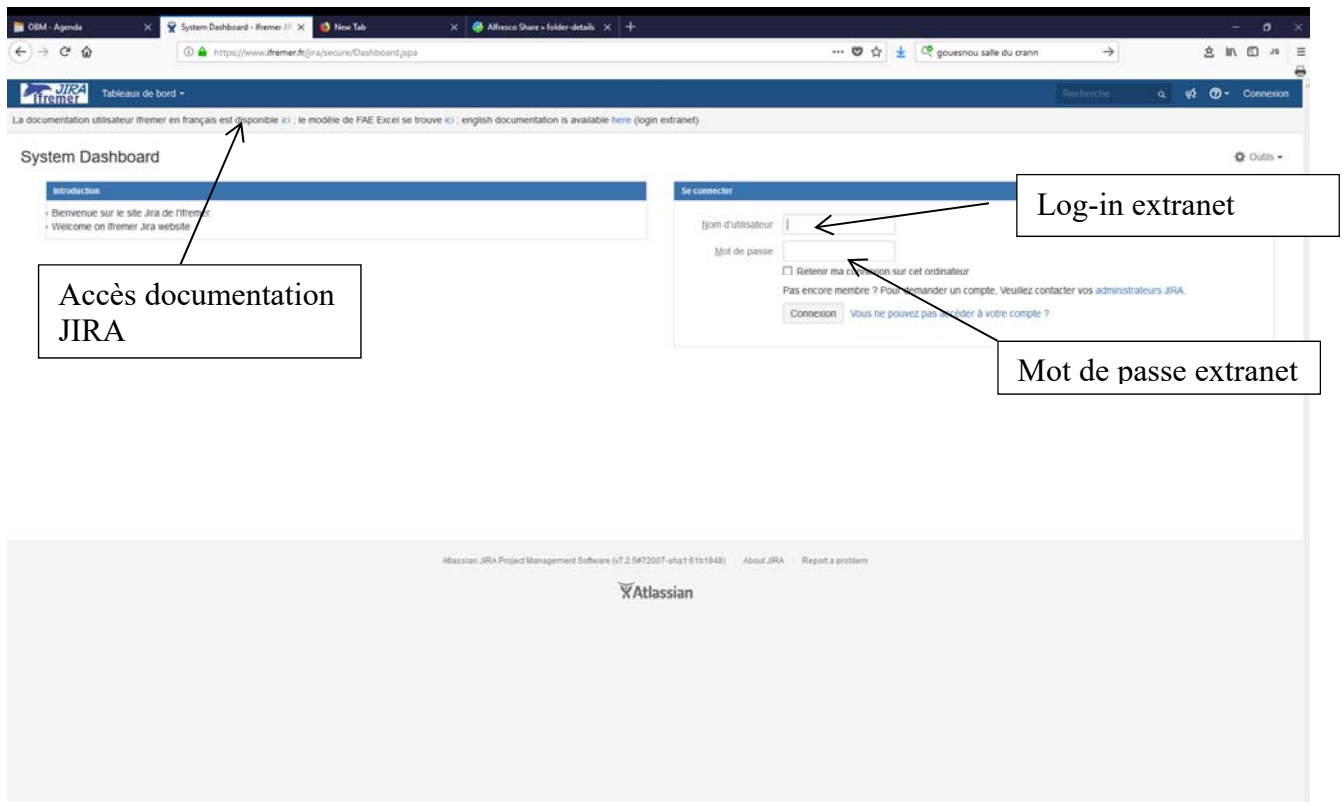 OBM - Agenda
System Dashboard - Ifremer JI
New Tab
Alfresco Share » folder-details
https://www.ifremer.fr/jira/secure/Dashboard.jspa
gouesnou salle du crann
JIRA
Ifremer
Tableaux de bord
Recherche
Connexion
La documentation utilisateur Ifremer en français est disponible ici ; le modèle de FAE Excel se trouve ici ; english documentation is available here (login extranet)
System Dashboard
Outils
Introduction
Bienvenue sur le site Jira de l'Ifremer.
Welcome on Ifremer Jira website
Accès documentation
JIRA
Se connecter
Log-in extranet
Nom d'utilisateur
Mot de passe
Retenir ma connexion sur cet ordinateur
Pas encore membre ? Pour demander un compte, Veuillez contacter vos administrateurs JIRA.
Connexion Vous ne pouvez pas accéder à votre compte ?
Mot de passe extranet
Atlassian JIRA Project Management Software (v7.2.5#72007-sha1:61b1848) About JIRA Report a problem
Atlassian